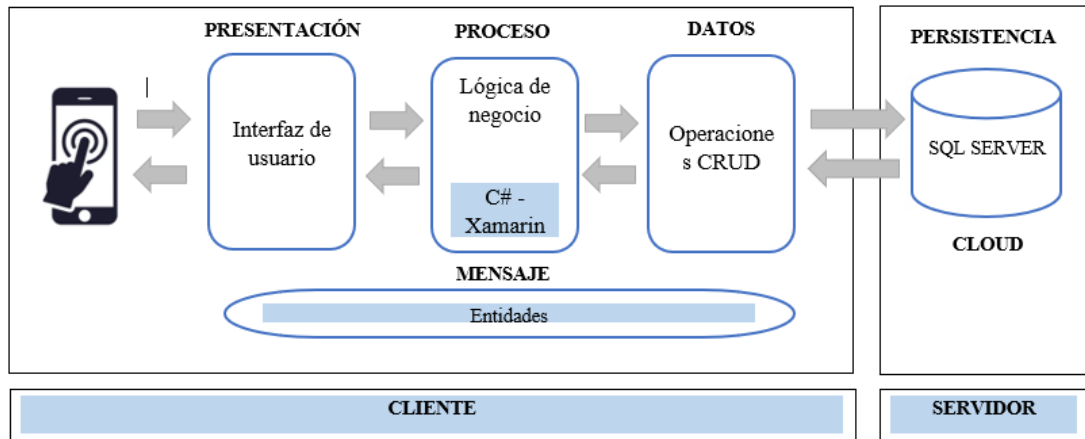 PRESENTACIÓN
PROCESO
DATOS
PERSISTENCIA
Interfaz de
usuario
Lógica de
negocio
C# -
Xamarin
Operacione
s CRUD
SQL SERVER
CLOUD
MENSAJE
Entidades
CLIENTE
SERVIDOR